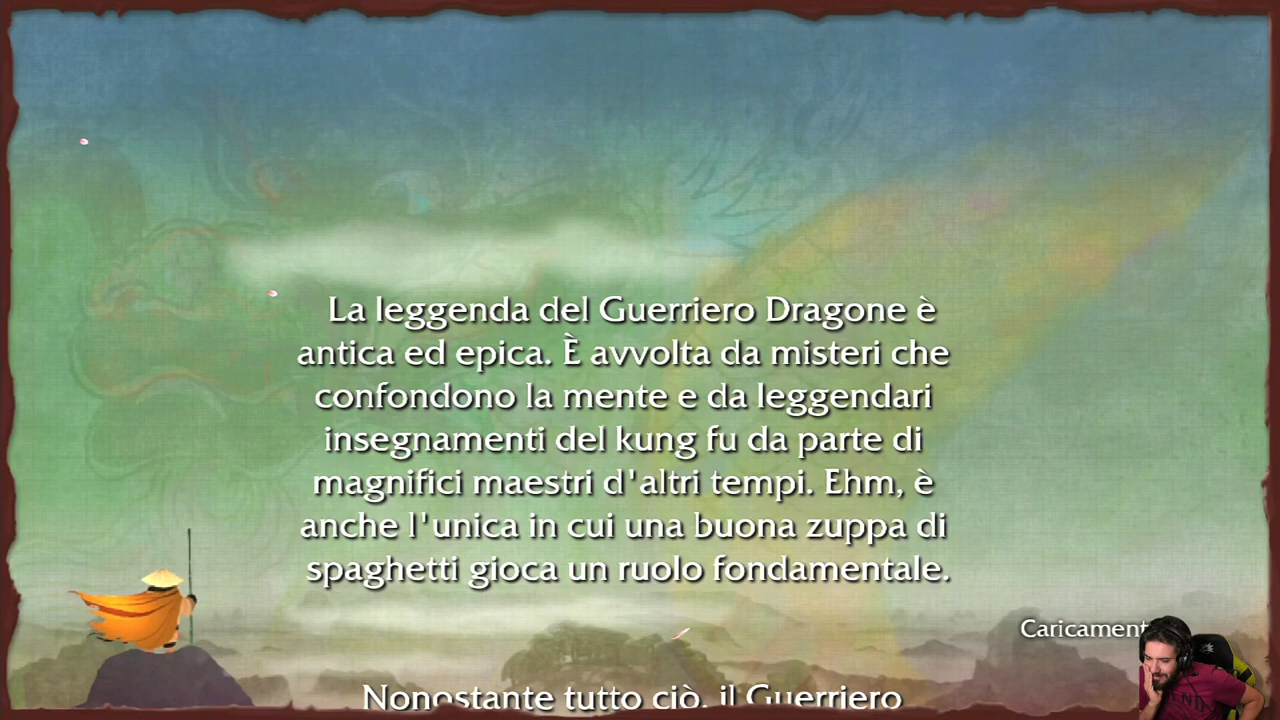 La leggenda del Guerriero Dragone è
antica ed epica. È avvolta da misteri che
confondono la mente e da leggendari
insegnamenti del kung fu da parte di
magnifici maestri d'altri tempi. Ehm, è
anche l'unica in cui una buona zuppa di
spaghetti gioca un ruolo fondamentale.
Caricament
Nonostante tutto ciò, il Guerriero